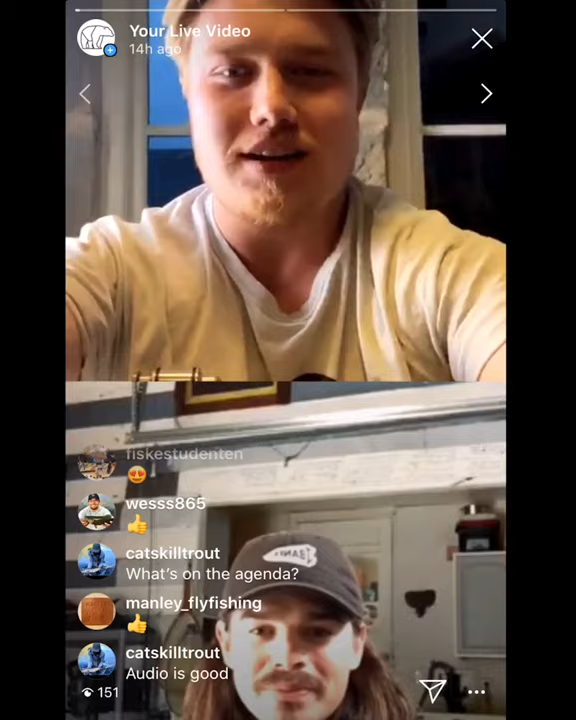 Your Live Video
14h ago
fiskestudenten
😍
wesss865
👍
catskilltrout
What's on the agenda?
manley_flyfishing
👍
catskilltrout
Audio is good
151